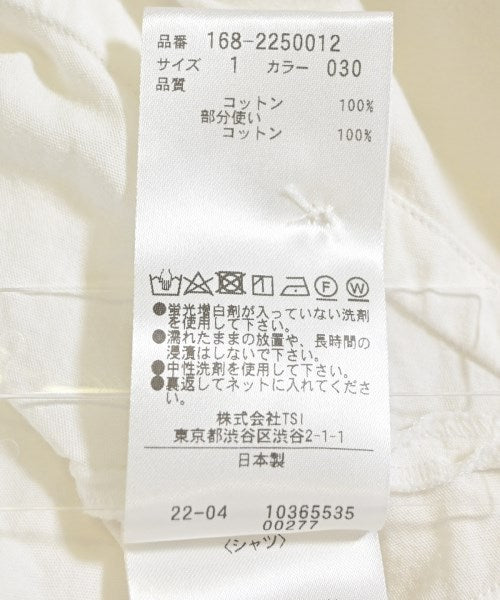 品番 168-2250012
サイズ 1 カラー 030
品質
コットン 100%
部分使い
コットン 100%
F W
●蛍光増白剤が入っていない洗剤
を使用して下さい。
●濡れたままの放置や、長時間の
浸漬はしないで下さい。
●中性洗剤を使用して下さい。
●裏返してネットに入れてくださ
い。
株式会社TSI
東京都渋谷区渋谷2-1-1
日本製
22-04 10365535
00277
〈シャツ〉